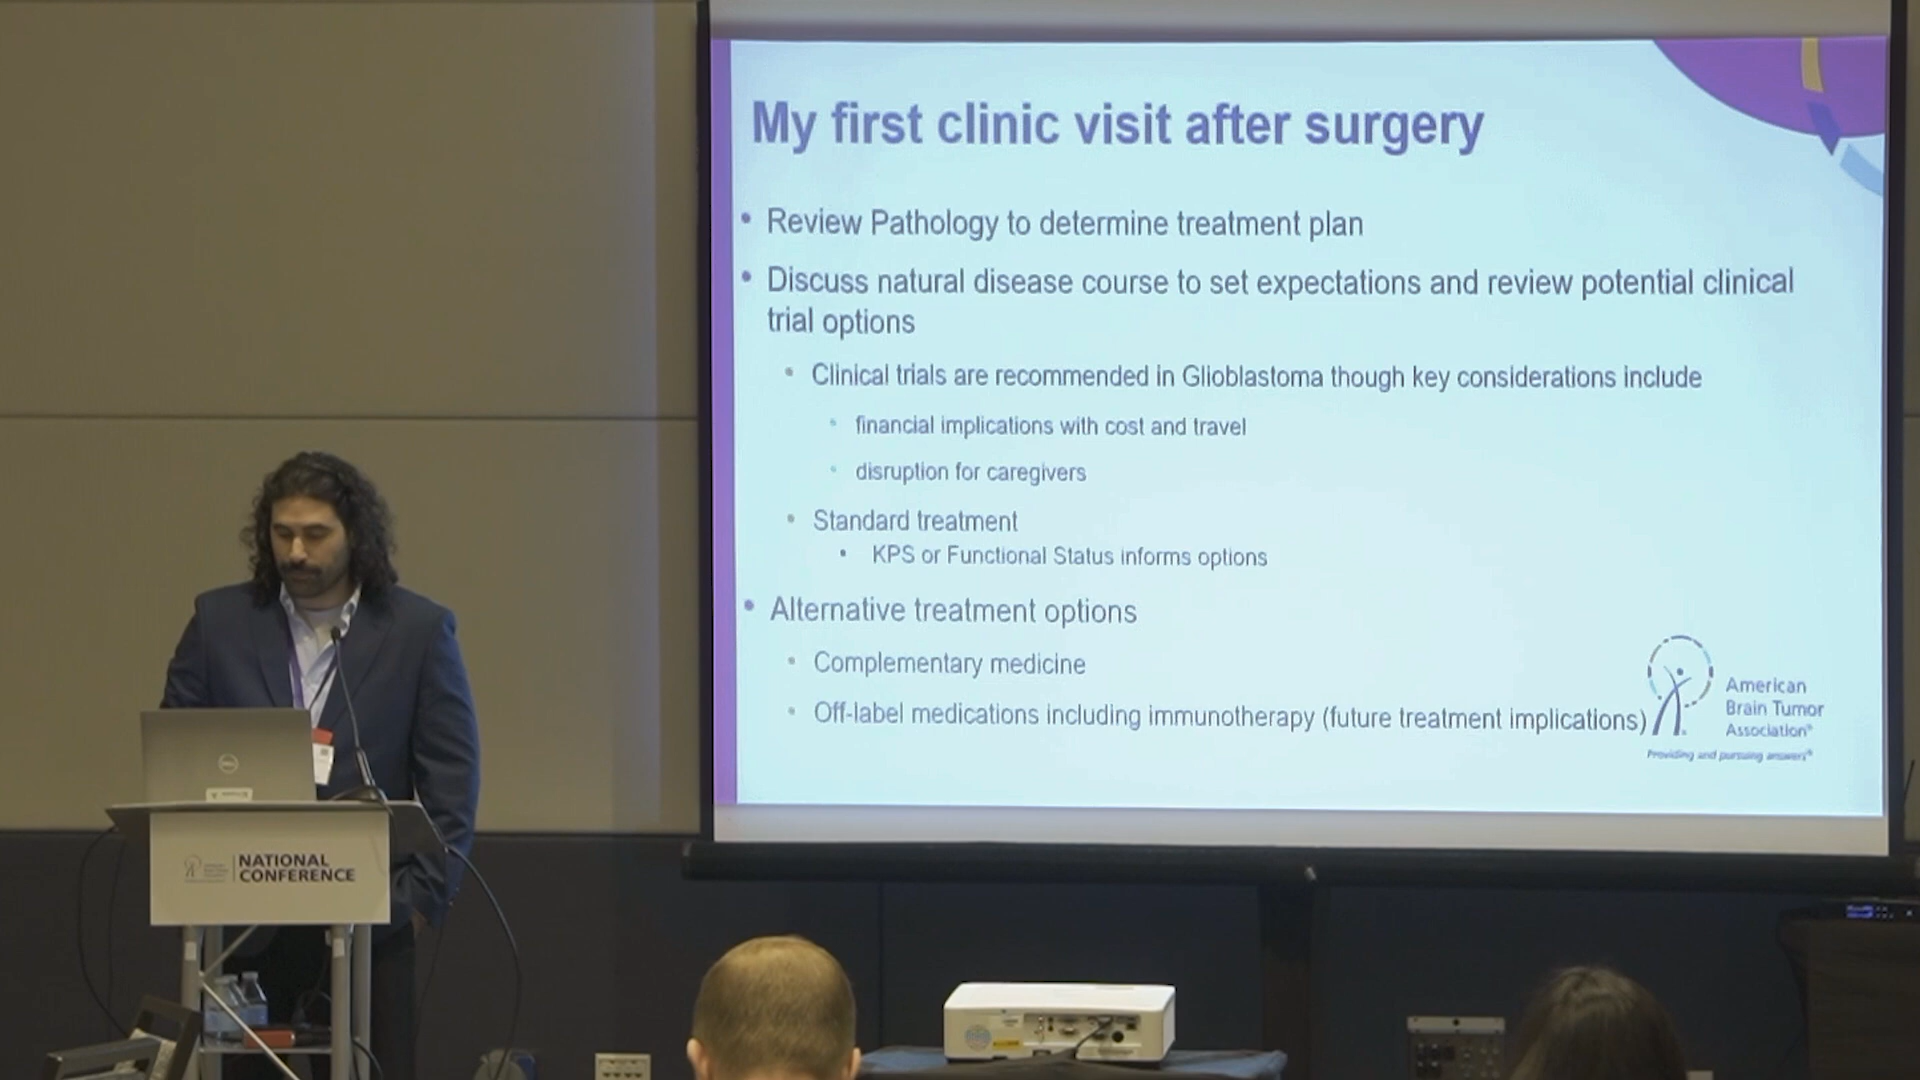 My first clinic visit after surgery
• Review Pathology to determine treatment plan
• Discuss natural disease course to set expectations and review potential clinical
trial options
• Clinical trials are recommended in Glioblastoma though key considerations include
• financial implications with cost and travel
• disruption for caregivers
• Standard treatment
• KPS or Functional Status informs options
• Alternative treatment options
• Complementary medicine
• Off-label medications including immunotherapy (future treatment implications)
American
Brain Tumor
Association®
Providing and pursuing answers®
DELL
NATIONAL
CONFERENCE